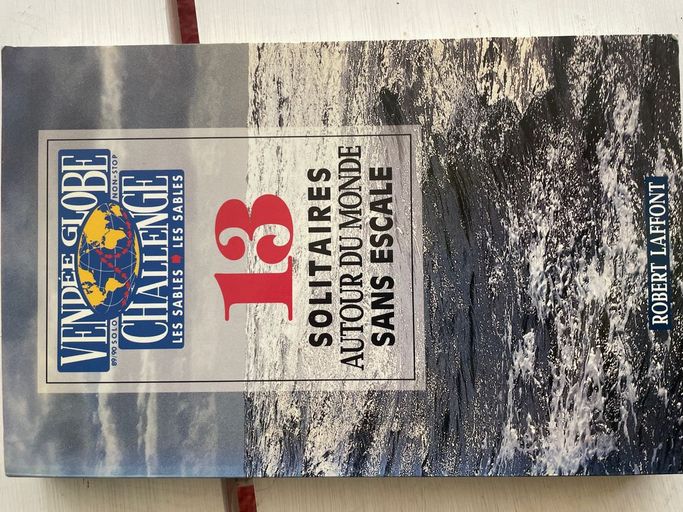 VENDEE GLOBE
89/90 SOLO
NON-STOP
CHALLENGE
LES SABLES LES SABLES
13
SOLITAIRES
AUTOUR DU MONDE
SANS ESCALE
ROBERT LAFFONT